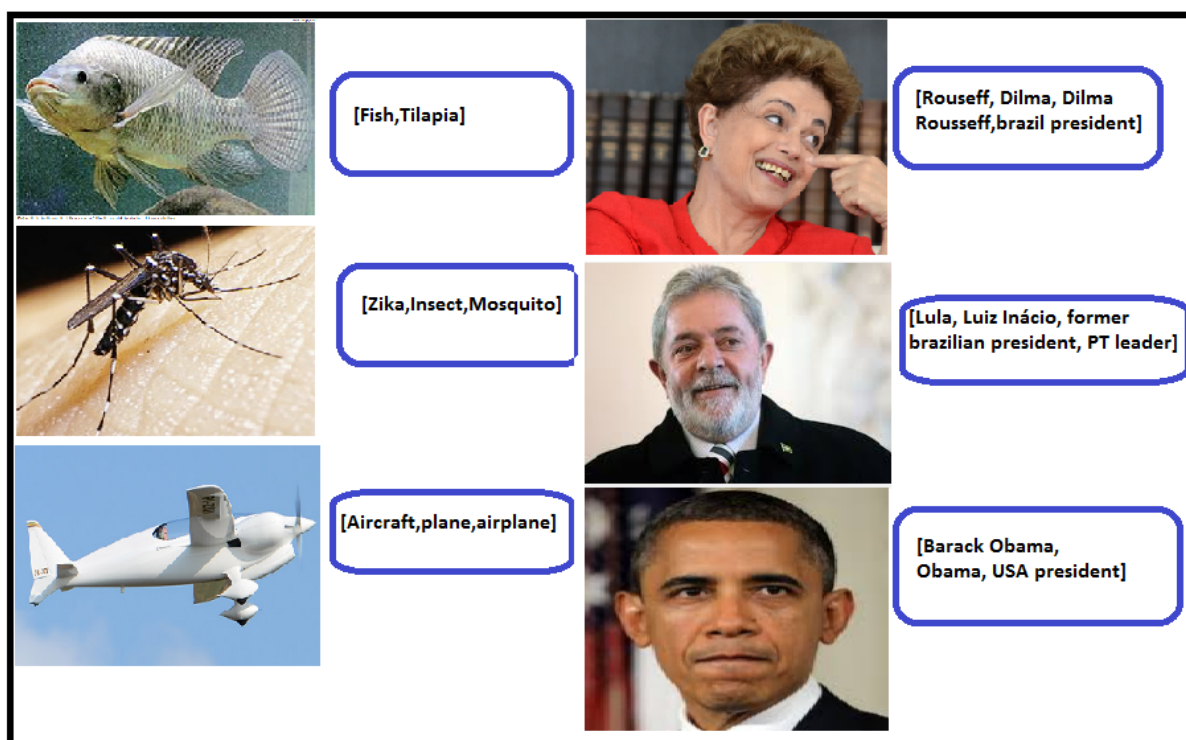 [Fish,Tilapia]
[Rouseff, Dilma, Dilma
Rousseff,brazil president]
[Zika,Insect,Mosquito]
[Lula, Luiz Inácio, former
brazilian president, PT leader]
[Aircraft,plane,airplane]
[Barack Obama,
Obama, USA president]